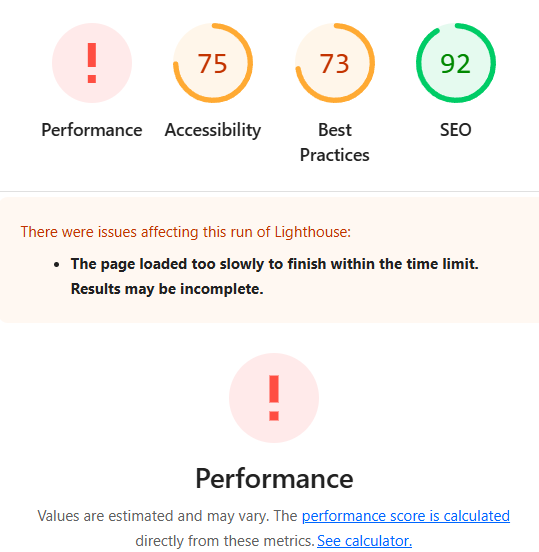 !
75
73
92
Performance
Accessibility
Best
Practices
SEO
There were issues affecting this run of Lighthouse:
• The page loaded too slowly to finish within the time limit.
Results may be incomplete.
!
Performance
Values are estimated and may vary. The performance score is calculated
directly from these metrics. See calculator.